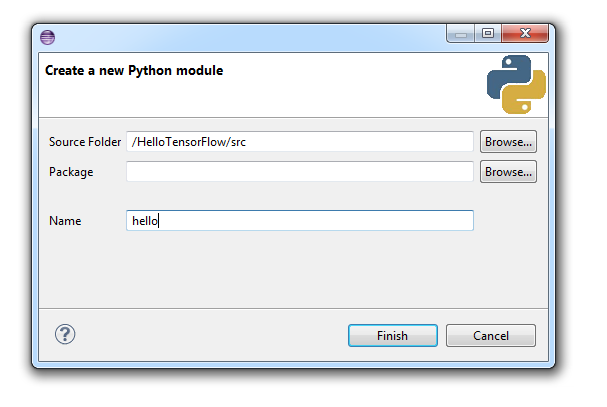 Create a new Python module
Source Folder /HelloTensorFlow/src Browse...
Package Browse...
Name hello
? Finish Cancel